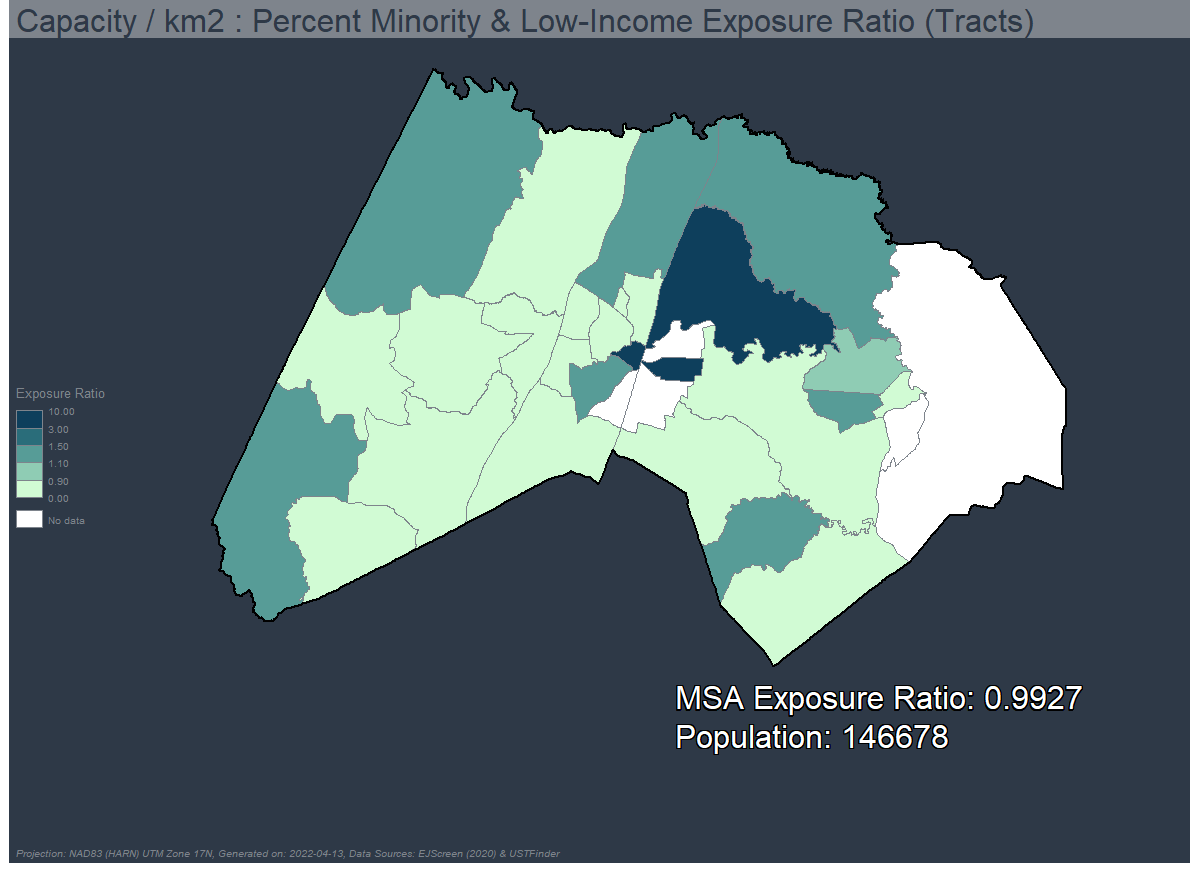 Capacity / km2 : Percent Minority & Low-Income Exposure Ratio (Tracts)
Exposure Ratio
10.00
3.00
1.50
1.10
0.90
0.00
No data
MSA Exposure Ratio: 0.9927
Population: 146678
Projection: NAD83 (HARN) UTM Zone 17N, Generated on: 2022-04-13, Data Sources: EJScreen (2020) & USTFinder